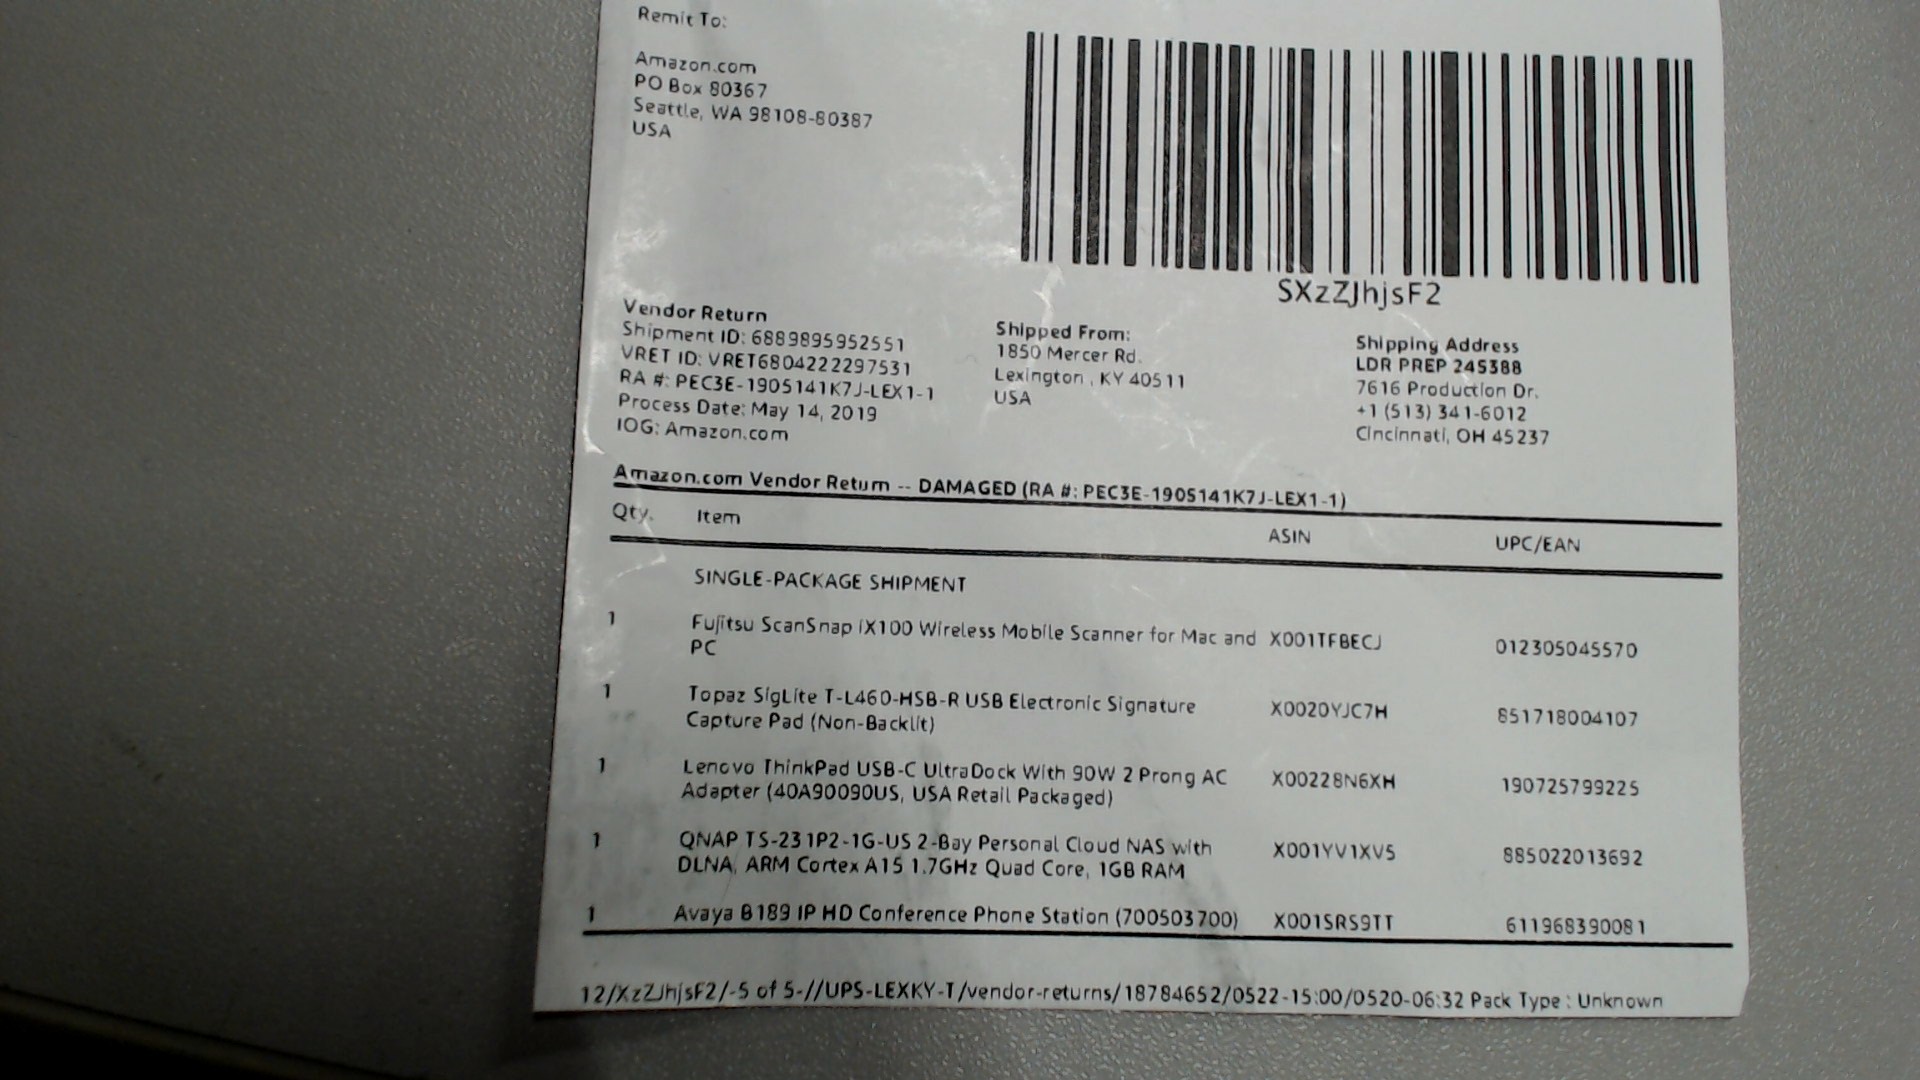 Remit To:
Amazon.com
PO Box 80367
Seattle, WA 98108-80387
USA
SXzZJhjsF2
Vendor Return
Shipment ID: 6889895952551
VRET ID: VRET6804222297531
RA #: PEC3E-1905141K7J-LEX1-1
Process Date: May 14, 2019
IOG: Amazon.com
Shipped From:
1850 Mercer Rd.
Lexington , KY 40511
USA
Shipping Address
LDR PREP 245388
7616 Production Dr.
+1 (513) 341-6012
Cincinnati, OH 45237
Amazon.com Vendor Return -- DAMAGED (RA #: PEC3E-1905141K7J-LEX1-1)
Qty. Item ASIN UPC/EAN
SINGLE-PACKAGE SHIPMENT
1 Fujitsu ScanSnap iX100 Wireless Mobile Scanner for Mac and X001TFBECJ 012305045570
PC
1 Topaz SigLite T-L460-HSB-R USB Electronic Signature X0020YJC7H 851718004107
Capture Pad (Non-Backlit)
1 Lenovo ThinkPad USB-C UltraDock With 90W 2 Prong AC X00228N6XH 190725799225
Adapter (40A90090US, USA Retail Packaged)
1 QNAP TS-231P2-1G-US 2-Bay Personal Cloud NAS with X001YV1XV5 885022013692
DLNA, ARM Cortex A15 1.7GHz Quad Core, 1GB RAM
1 Avaya B189 IP HD Conference Phone Station (700503700) X001SRS9TT 611968390081
12/XzZJhjsF2/-5 of 5-//UPS-LEXKY-T/vendor-returns/18784652/0522-15:00/0520-06:32 Pack Type : Unknown